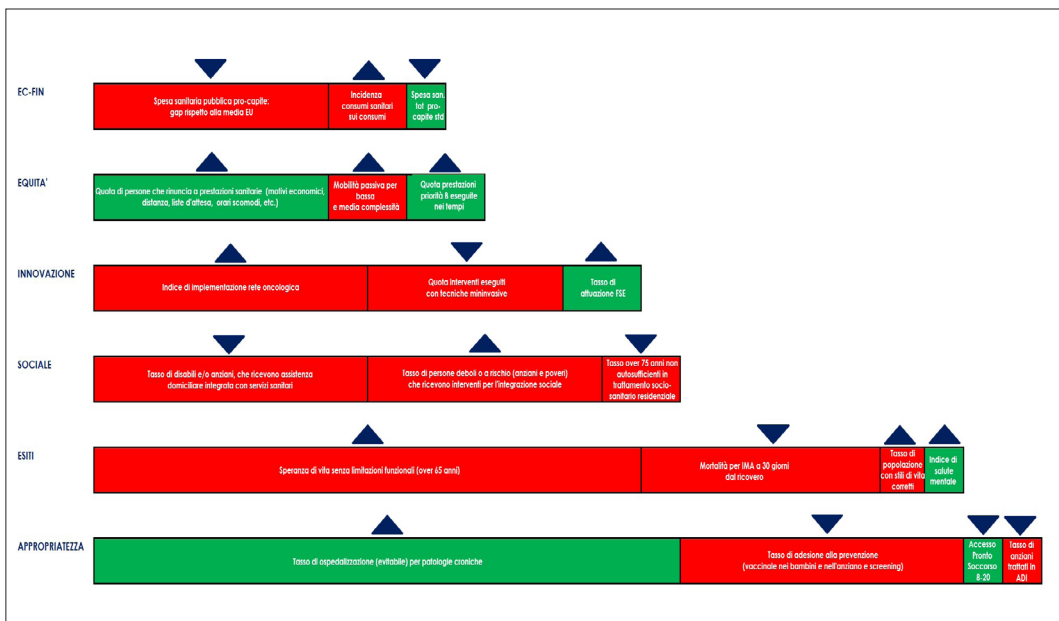 EC-FIN
Spesa sanitaria pubblica pro-capite:
gap rispetto alla media EU
Incidenza
consumi sanitari
sui consumi
Spesa san.
tot pro-
capite std
EQUITA'
Quota di persone che rinuncia a prestazioni sanitarie (motivi economici,
distanza, liste d'attesa, orari scomodi, etc.)
Mobilità passiva per
bassa
e media complessità
Quota prestazioni
priorità B eseguite
nei tempi
INNOVAZIONE
Indice di implementazione rete oncologica
Quota interventi eseguiti
con tecniche mininvasive
Tasso di
attuazione FSE
SOCIALE
Tasso di disabili e/o anziani, che ricevono assistenza
domiciliare integrata con servizi sanitari
Tasso di persone deboli o a rischio (anziani e poveri)
che ricevono interventi per l'integrazione sociale
Tasso over 75 anni non
autosufficienti in
trattamento socio-
sanitario residenziale
ESITI
Speranza di vita senza limitazioni funzionali (over 65 anni)
Mortalità per IMA a 30 giorni
dal ricovero
Tasso di
popolazione
con stili di vita
corretti
Indice di
salute
mentale
APPROPRIATEZZA
Tasso di ospedalizzazione (evitabile) per patologie croniche
Tasso di adesione alla prevenzione
(vaccinale nei bambini e nell'anziano e screening)
Accesso
Pronto
Soccorso
8-20
Tasso di
anziani
trattati in
ADI